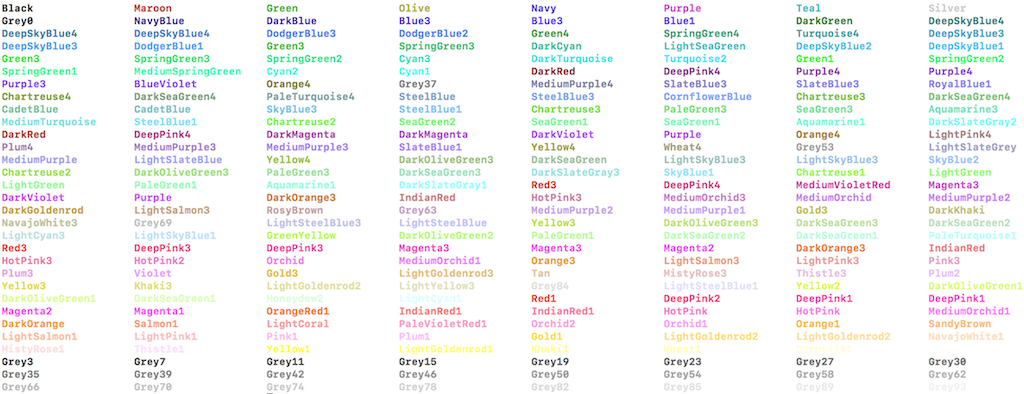 Black Maroon Green Olive Navy Purple Teal Silver
Grey0 NavyBlue DarkBlue Blue3 Blue3 Blue1 DarkGreen DeepSkyBlue4
DeepSkyBlue4 DeepSkyBlue4 DodgerBlue3 DodgerBlue2 Green4 SpringGreen4 Turquoise4 DeepSkyBlue3
DeepSkyBlue3 DodgerBlue1 Green3 SpringGreen3 DarkCyan LightSeaGreen DeepSkyBlue2 DeepSkyBlue1
Green3 SpringGreen3 SpringGreen2 Cyan3 DarkTurquoise Turquoise2 Green1 SpringGreen2
SpringGreen1 MediumSpringGreen Cyan2 Cyan1 DarkRed DeepPink4 Purple4 Purple4
Purple3 BlueViolet Orange4 Grey37 MediumPurple4 SlateBlue3 SlateBlue3 RoyalBlue1
Chartreuse4 DarkSeaGreen4 PaleTurquoise4 SteelBlue SteelBlue3 CornflowerBlue Chartreuse3 DarkSeaGreen4
CadetBlue CadetBlue SkyBlue3 SteelBlue1 Chartreuse3 PaleGreen3 SeaGreen3 Aquamarine3
MediumTurquoise SteelBlue1 Chartreuse2 SeaGreen2 SeaGreen1 SeaGreen1 Aquamarine1 DarkSlateGray2
DarkRed DeepPink4 DarkMagenta DarkMagenta DarkViolet Purple Orange4 LightPink4
Plum4 MediumPurple3 MediumPurple3 SlateBlue1 Yellow4 Wheat4 Grey53 LightSlateGrey
MediumPurple LightSlateBlue Yellow4 DarkOliveGreen3 DarkSeaGreen LightSkyBlue3 LightSkyBlue3 SkyBlue2
Chartreuse2 DarkOliveGreen3 PaleGreen3 DarkSeaGreen3 DarkSlateGray3 SkyBlue1 Chartreuse1 LightGreen
LightGreen PaleGreen1 Aquamarine1 DarkSlateGray1 Red3 DeepPink4 MediumVioletRed Magenta3
DarkViolet Purple DarkOrange3 IndianRed HotPink3 MediumOrchid3 MediumOrchid MediumPurple2
DarkGoldenrod LightSalmon3 RosyBrown Grey63 MediumPurple2 MediumPurple1 Gold3 DarkKhaki
NavajoWhite3 Grey69 LightSteelBlue3 LightSteelBlue Yellow3 DarkOliveGreen3 DarkSeaGreen3 DarkSeaGreen2
LightCyan3 LightSkyBlue1 GreenYellow DarkOliveGreen2 PaleGreen1 DarkSeaGreen2 DarkSeaGreen1 PaleTurquoise1
Red3 DeepPink3 DeepPink3 Magenta3 Magenta3 Magenta2 DarkOrange3 IndianRed
HotPink3 HotPink2 Orchid MediumOrchid1 Orange3 LightSalmon3 LightPink3 Pink3
Plum3 Violet Gold3 LightGoldenrod3 Tan MistyRose3 Thistle3 Plum2
Yellow3 Khaki3 LightGoldenrod2 LightYellow3 Grey84 LightSteelBlue1 Yellow2 DarkOliveGreen1
DarkOliveGreen1 DarkSeaGreen1 Honeydew2 LightCyan1 Red1 DeepPink2 DeepPink1 DeepPink1
Magenta2 Magenta1 OrangeRed1 IndianRed1 IndianRed1 HotPink HotPink MediumOrchid1
DarkOrange Salmon1 LightCoral PaleVioletRed1 Orchid2 Orchid1 Orange1 SandyBrown
LightSalmon1 LightPink1 Pink1 Plum1 Gold1 LightGoldenrod2 LightGoldenrod2 NavajoWhite1
MistyRose1 Thistle1 Yellow1 LightGoldenrod1 Khaki1 Wheat1
Grey3 Grey7 Grey11 Grey15 Grey19 Grey23 Grey27 Grey30
Grey35 Grey39 Grey42 Grey46 Grey50 Grey54 Grey58 Grey62
Grey66 Grey70 Grey74 Grey78 Grey82 Grey85 Grey89 Grey93